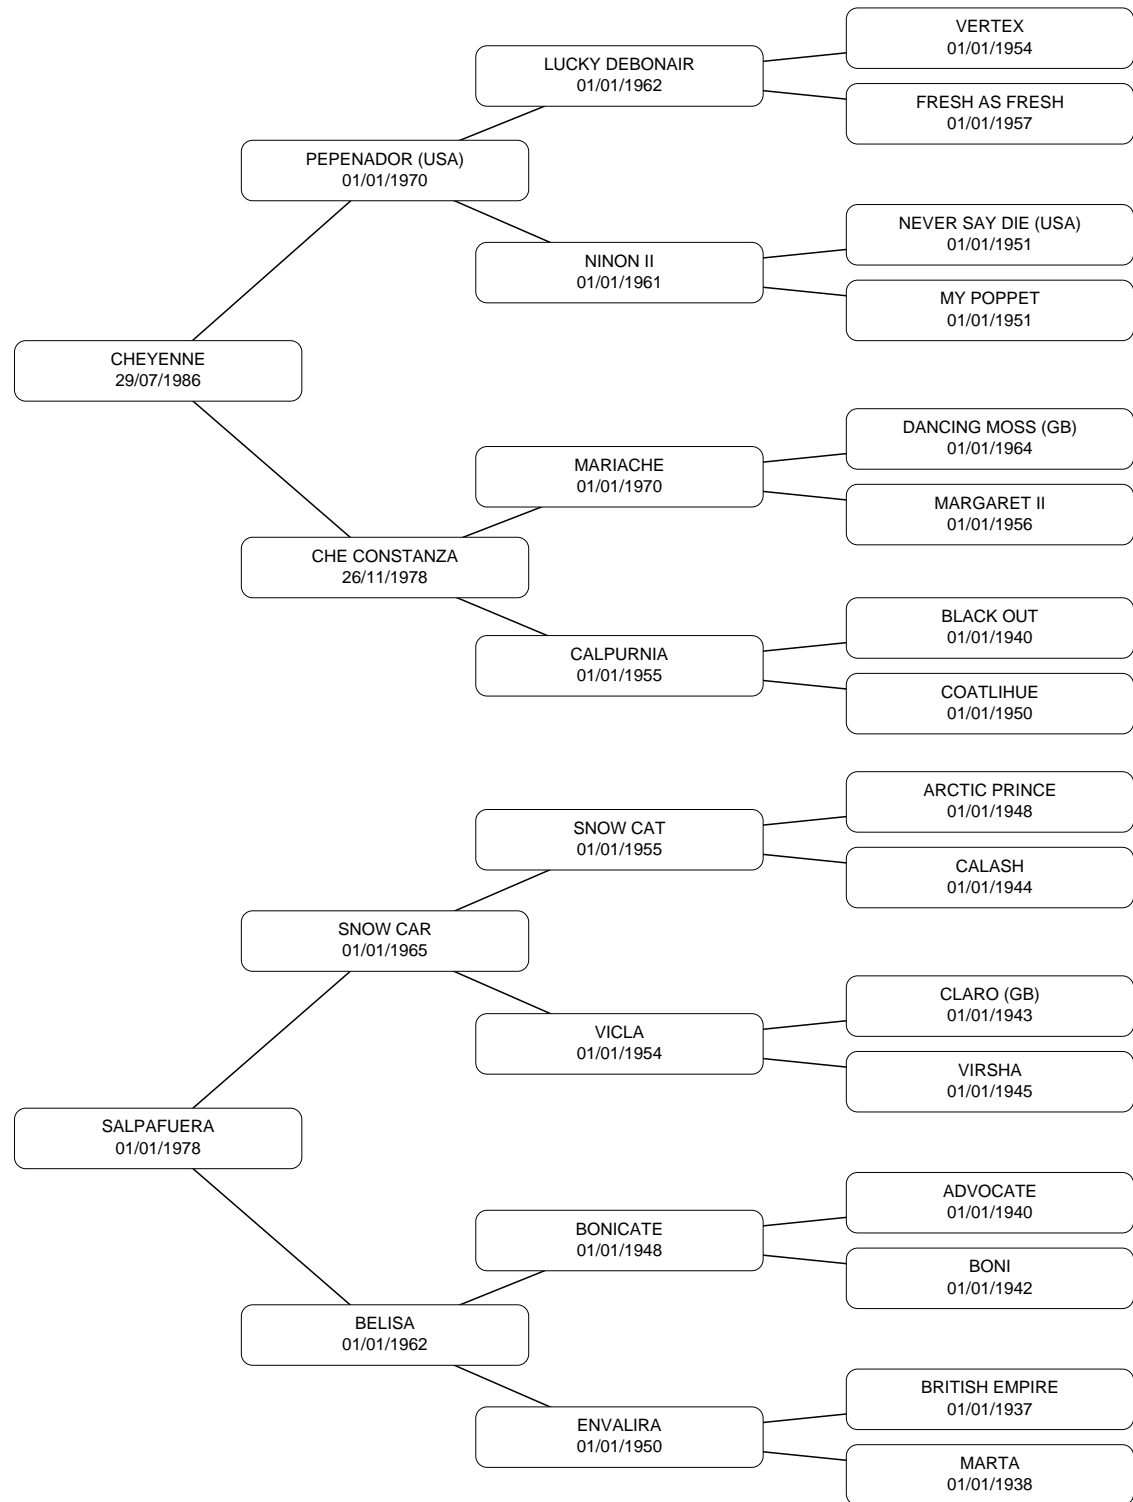 VERTEX
01/01/1954
LUCKY DEBONAIR
01/01/1962
FRESH AS FRESH
01/01/1957
PEPENADOR (USA)
01/01/1970
NEVER SAY DIE (USA)
01/01/1951
NINON II
01/01/1961
MY POPPET
01/01/1951
CHEYENNE
29/07/1986
DANCING MOSS (GB)
01/01/1964
MARIACHE
01/01/1970
MARGARET II
01/01/1956
CHE CONSTANZA
26/11/1978
BLACK OUT
01/01/1940
CALPURNIA
01/01/1955
COATLIHUE
01/01/1950
ARCTIC PRINCE
01/01/1948
SNOW CAT
01/01/1955
CALASH
01/01/1944
SNOW CAR
01/01/1965
CLARO (GB)
01/01/1943
VICLA
01/01/1954
VIRSHA
01/01/1945
SALPAFUERA
01/01/1978
ADVOCATE
01/01/1940
BONICATE
01/01/1948
BONI
01/01/1942
BELISA
01/01/1962
BRITISH EMPIRE
01/01/1937
ENVALIRA
01/01/1950
MARTA
01/01/1938